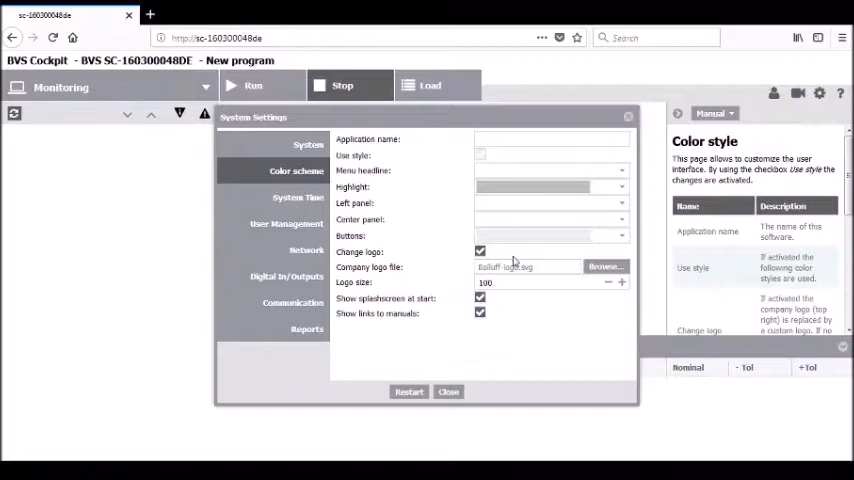 sc-160300048de
http://sc-160300048de
Search
BVS Cockpit - BVS SC-160300048DE - New program
Monitoring
Run
Stop
Load
System Settings
System
Color scheme
System Time
User Management
Network
Digital In/Outputs
Communication
Reports
Application name:
Use style:
Menu headline:
Highlight:
Left panel:
Center panel:
Buttons:
Change logo:
Company logo file:
Balluff-logo.svg
Browse...
Logo size:
100
Show splashscreen at start:
Show links to manuals:
Restart
Close
Manual
Color style
This page allows to customize the user
interface. By using the checkbox Use style the
changes are activated.
Name
Description
Application name
The name of this
software.
Use style
If activated the
following color
styles are used.
Change logo
If activated the
company logo (top
right) is replaced by
a custom logo. If no
Nominal
- Tol
+Tol